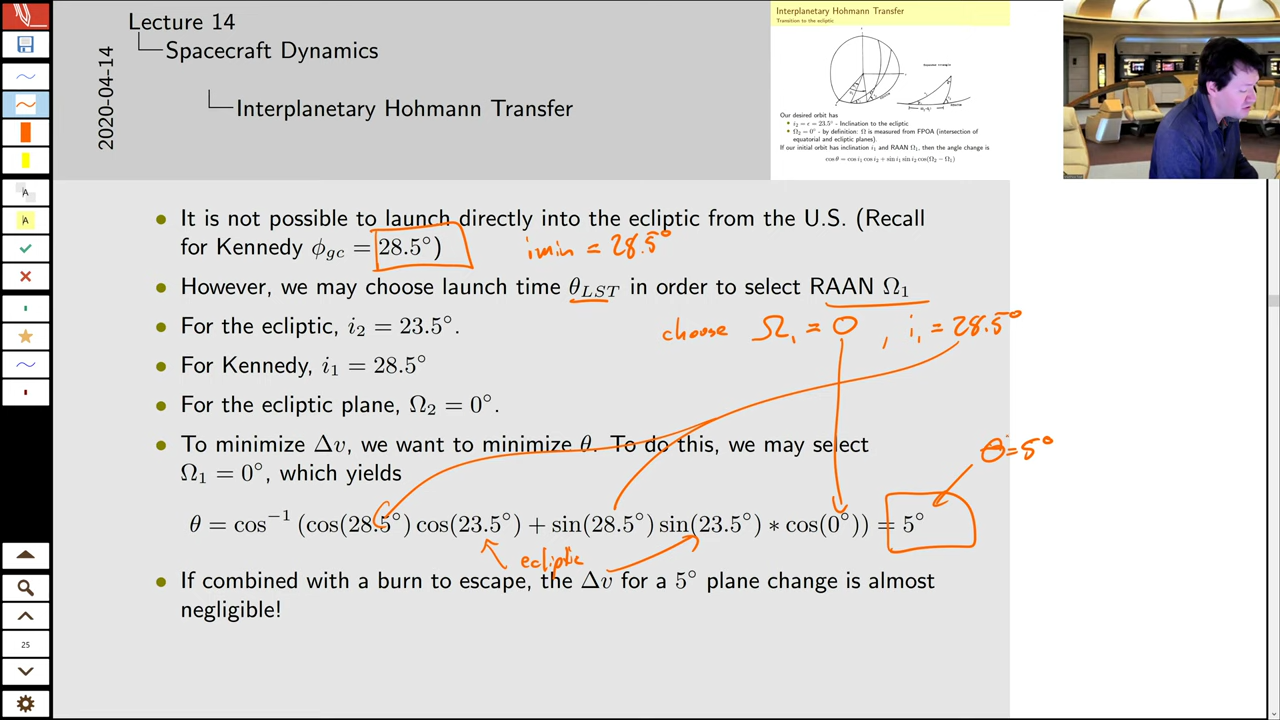 Lecture 14
Spacecraft Dynamics
Interplanetary Hohmann Transfer
2020-04-14
Interplanetary Hohmann Transfer
Transition to the ecliptic
Our desired orbit has
• i₂ = ε = 23.5° - Inclination to the ecliptic
• Ω₂ = 0° - by definition: Ω is measured from FPOA (intersection of
equatorial and ecliptic planes).
If our initial orbit has inclination i₁ and RAAN Ω₁, then the angle change is
cos θ = cos i₁ cos i₂ + sin i₁ sin i₂ cos(Ω₂ − Ω₁)
• It is not possible to launch directly into the ecliptic from the U.S. (Recall
for Kennedy ϕgc = 28.5°)
imin = 28.5°
• However, we may choose launch time θLST in order to select RAAN Ω₁
choose Ω₁ = 0 , i₁ = 28.5°
• For the ecliptic, i₂ = 23.5°.
• For Kennedy, i₁ = 28.5°
• For the ecliptic plane, Ω₂ = 0°.
• To minimize Δv, we want to minimize θ. To do this, we may select
Ω₁ = 0°, which yields
θ = 5°
θ = cos⁻¹ (cos(28.5°) cos(23.5°) + sin(28.5°) sin(23.5°) ∗ cos(0°)) = 5°
ecliptic
• If combined with a burn to escape, the Δv for a 5° plane change is almost
negligible!
A
A
25